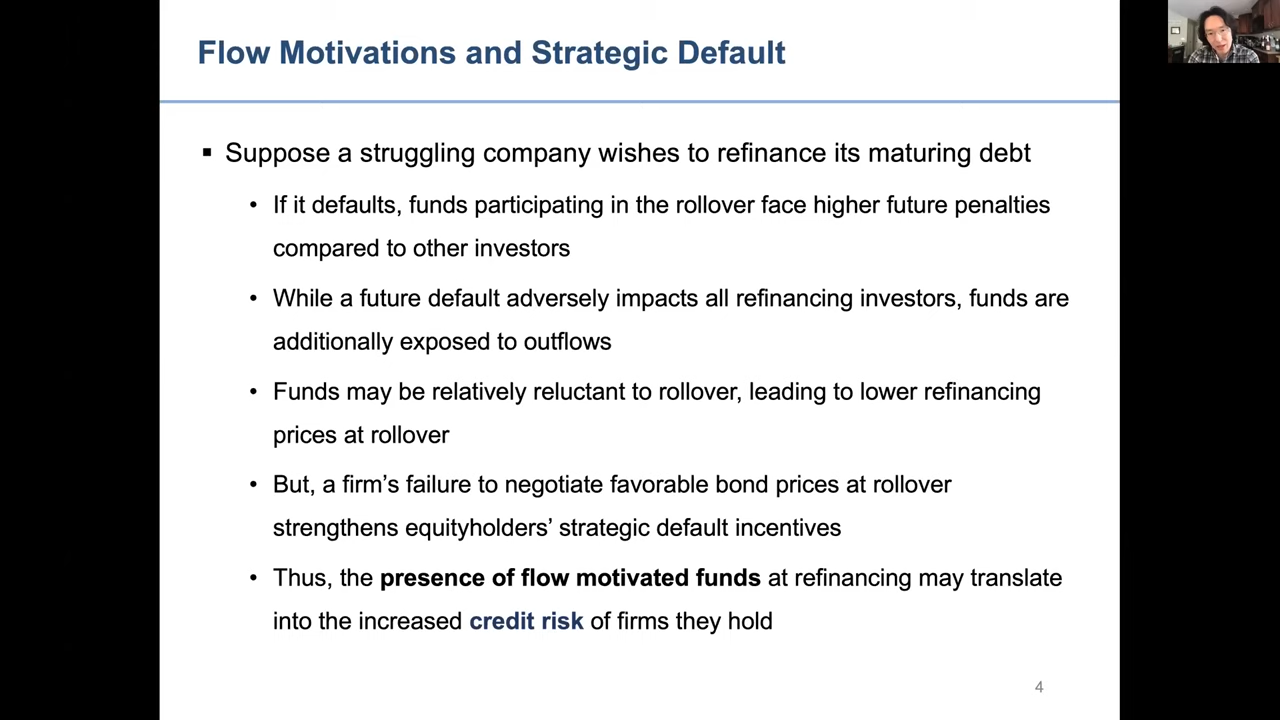 Flow Motivations and Strategic Default
▪ Suppose a struggling company wishes to refinance its maturing debt
• If it defaults, funds participating in the rollover face higher future penalties
compared to other investors
• While a future default adversely impacts all refinancing investors, funds are
additionally exposed to outflows
• Funds may be relatively reluctant to rollover, leading to lower refinancing
prices at rollover
• But, a firm’s failure to negotiate favorable bond prices at rollover
strengthens equityholders’ strategic default incentives
• Thus, the presence of flow motivated funds at refinancing may translate
into the increased credit risk of firms they hold
4